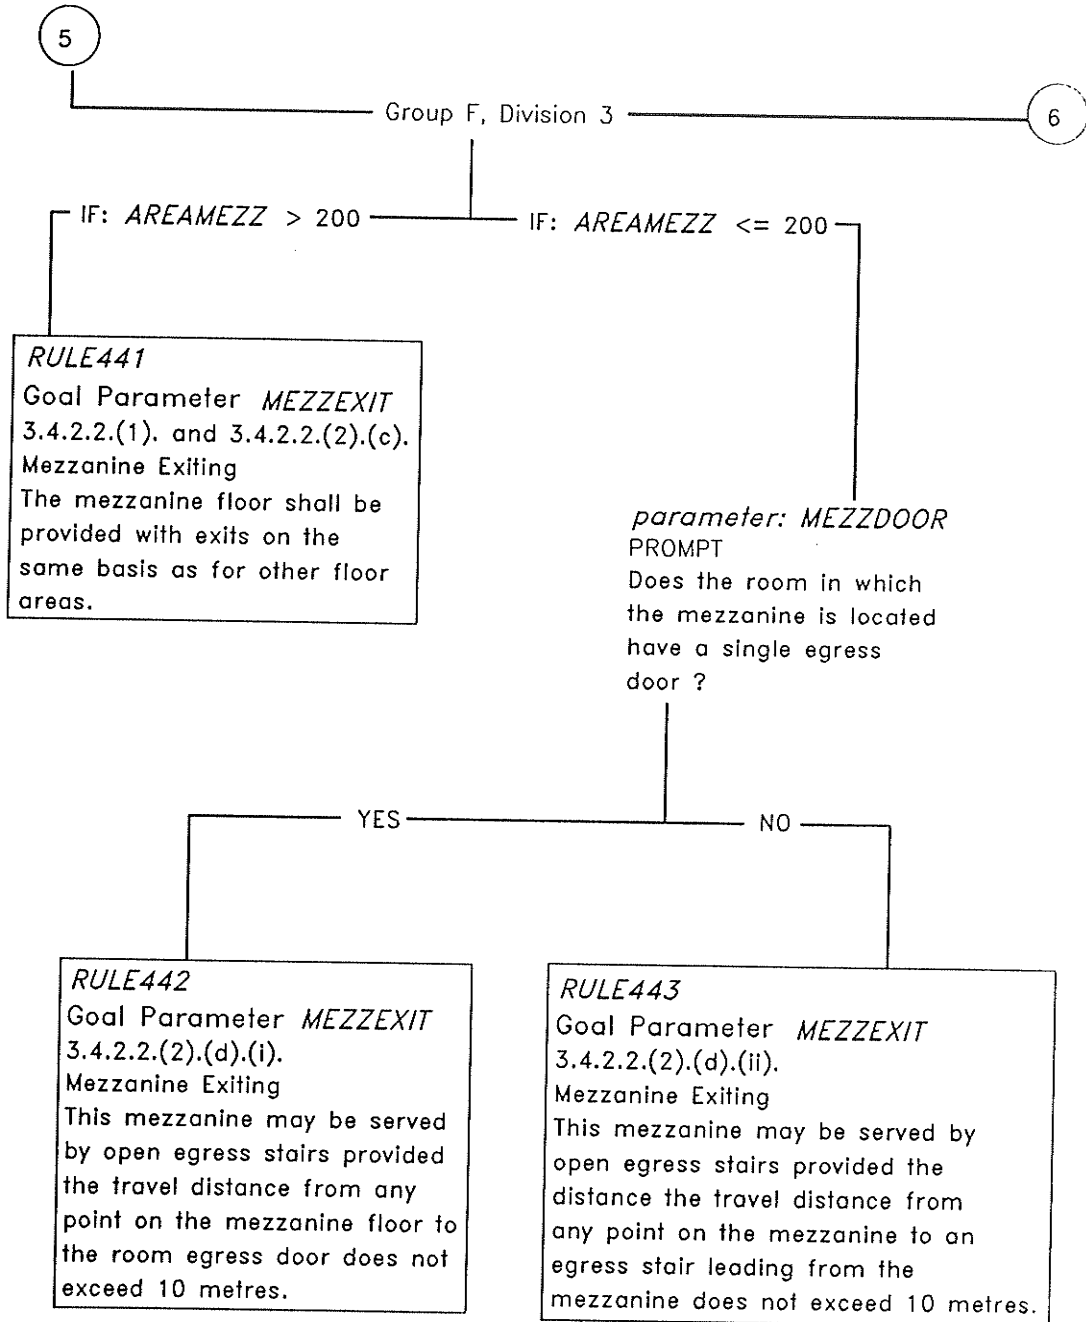 5
Group F, Division 3
6
IF: AREAMEZZ > 200
IF: AREAMEZZ <= 200
RULE441
Goal Parameter MEZZEXIT
3.4.2.2.(1). and 3.4.2.2.(2).(c).
Mezzanine Exiting
The mezzanine floor shall be
provided with exits on the
same basis as for other floor
areas.
parameter: MEZZDOOR
PROMPT
Does the room in which
the mezzanine is located
have a single egress
door ?
YES
NO
RULE442
Goal Parameter MEZZEXIT
3.4.2.2.(2).(d).(i).
Mezzanine Exiting
This mezzanine may be served
by open egress stairs provided
the travel distance from any
point on the mezzanine floor to
the room egress door does not
exceed 10 metres.
RULE443
Goal Parameter MEZZEXIT
3.4.2.2.(2).(d).(ii).
Mezzanine Exiting
This mezzanine may be served by
open egress stairs provided the
distance the travel distance from
any point on the mezzanine to an
egress stair leading from the
mezzanine does not exceed 10 metres.